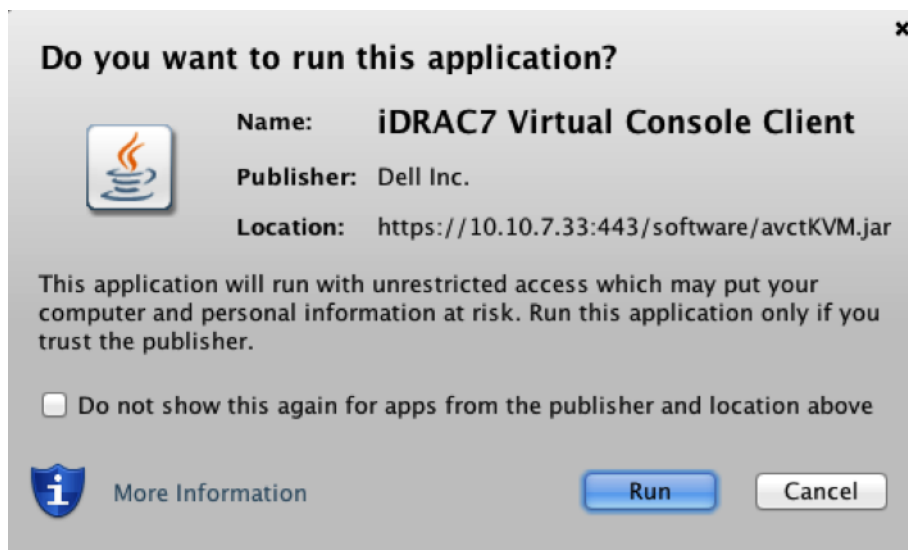 Do you want to run this application?
Name: iDRAC7 Virtual Console Client
Publisher: Dell Inc.
Location: https://10.10.7.33:443/software/avctKVM.jar
This application will run with unrestricted access which may put your
computer and personal information at risk. Run this application only if you
trust the publisher.
Do not show this again for apps from the publisher and location above
More Information
Run
Cancel